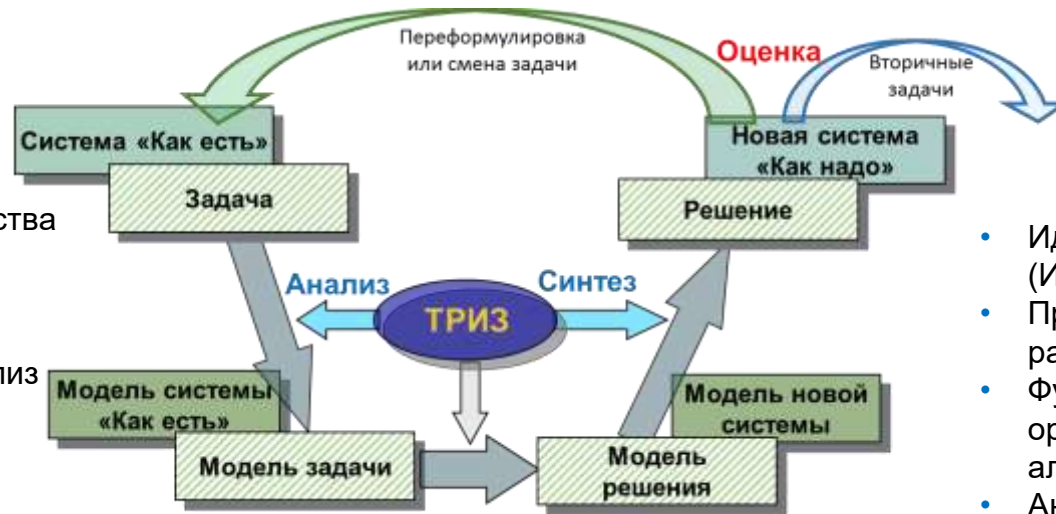 Переформулировка
или смена задачи
Оценка
Вторичные
задачи
Система «Как есть»
Задача
Новая система
«Как надо»
Решение
Анализ
ТРИЗ
Синтез
Модель системы
«Как есть»
Модель задачи
Модель
решения
Модель новой
системы